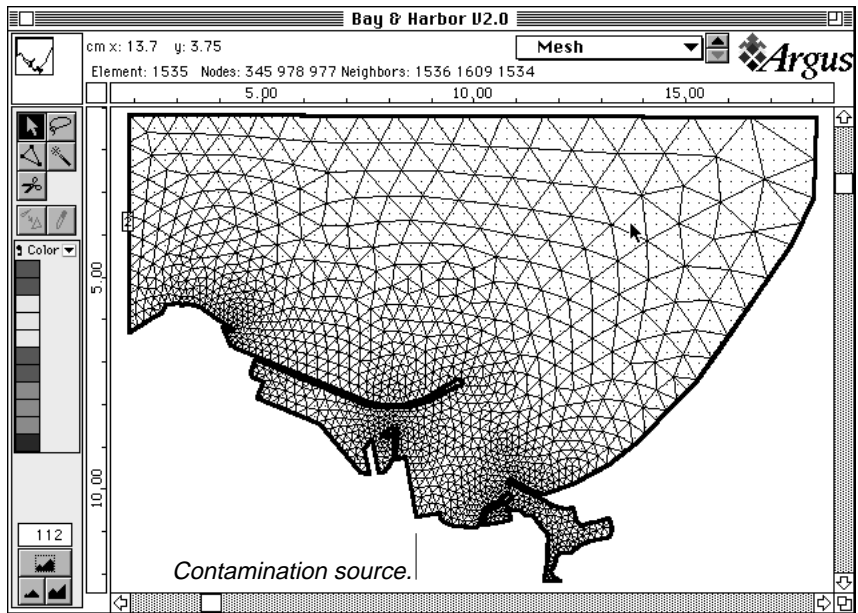 Bay & Harbor V2.0
cm x: 13.7 y: 3.75
Mesh
Argus
Element: 1535 Nodes: 345 978 977 Neighbors: 1536 1609 1534
5.00 10.00 15.00
2
Color
5.00
10.00
112
Contamination source.